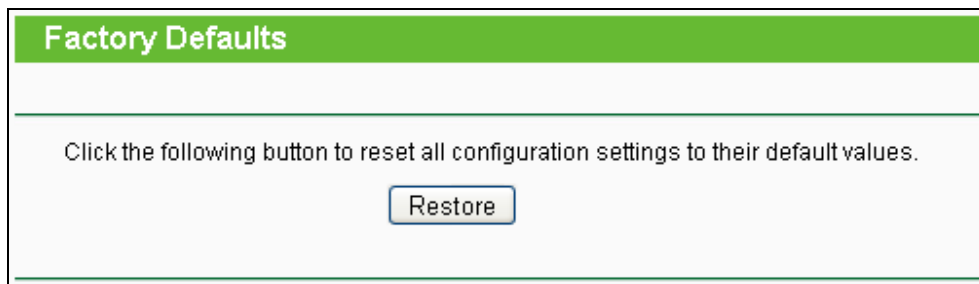 Factory Defaults
Click the following button to reset all configuration settings to their default values.
Restore